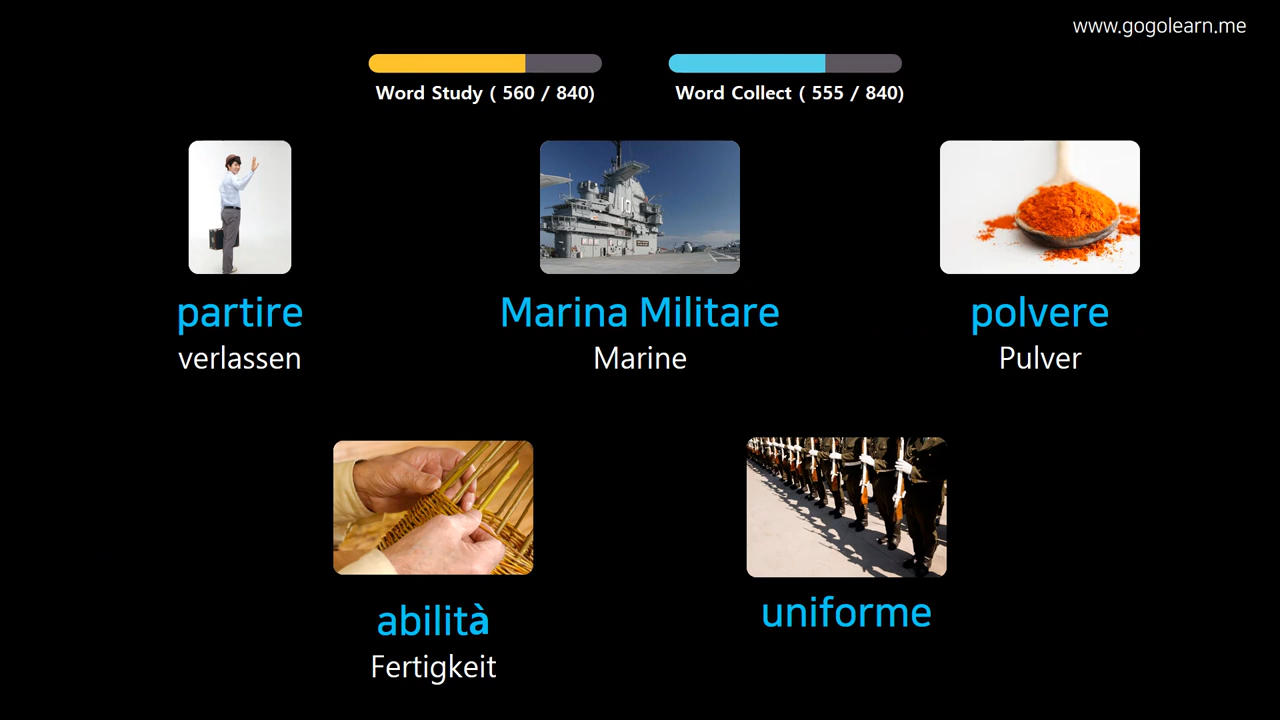 www.gogolearn.me
Word Study ( 560 / 840)
Word Collect ( 555 / 840)
partire
verlassen
Marina Militare
Marine
polvere
Pulver
abilità
Fertigkeit
uniforme